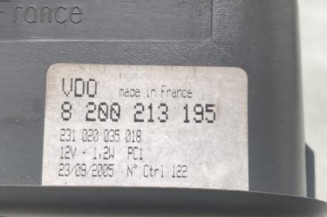 France
VDO made in France
8 200 213 195
231 020 035 018
12V - 1,2W PC1
23/09/2005 N° Ctrl 122